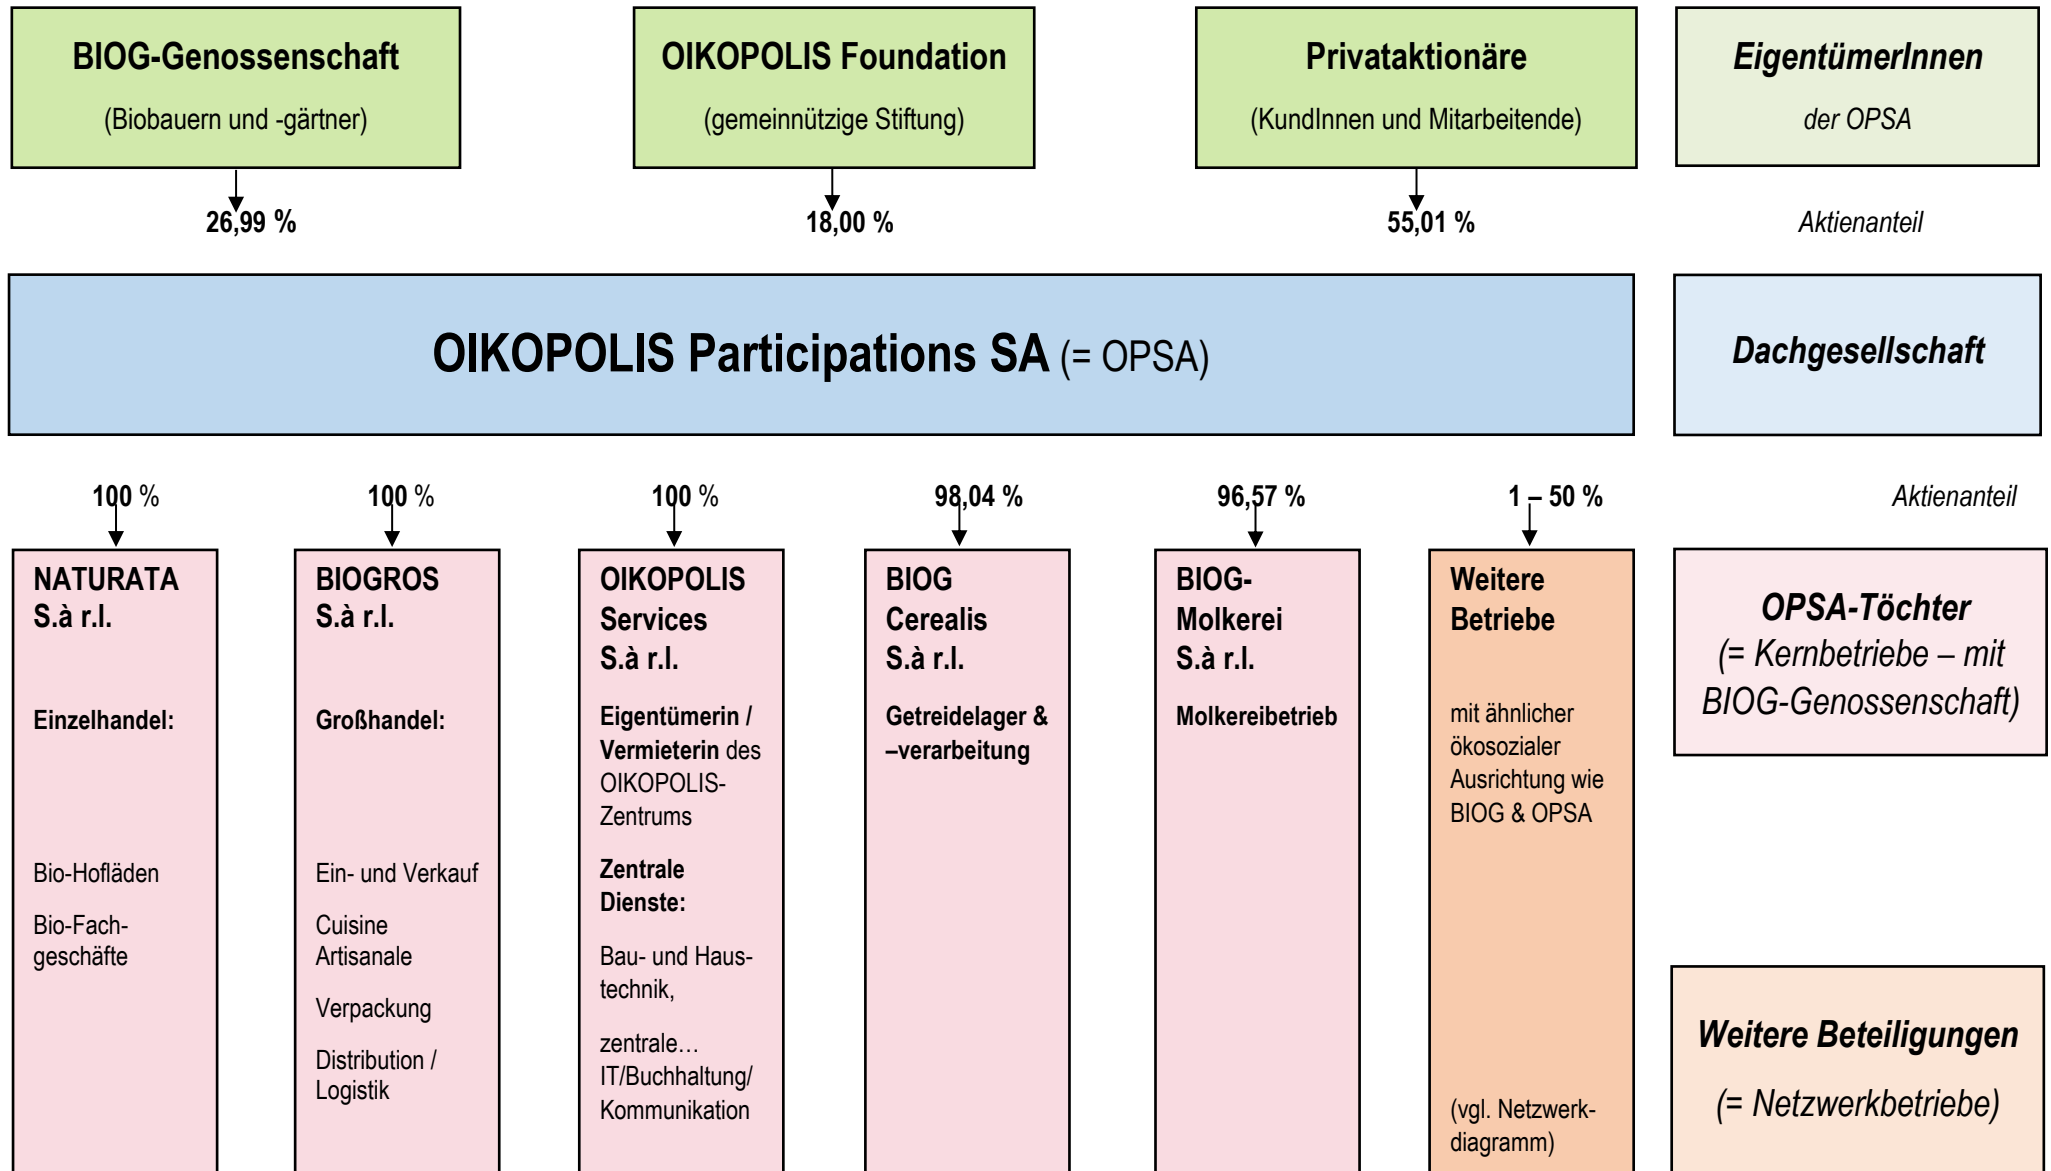 BIOG-Genossenschaft
(Biobauern und -gärtner)
OIKOPOLIS Foundation
(gemeinnützige Stiftung)
Privataktionäre
(KundInnen und Mitarbeitende)
EigentümerInnen
der OPSA
26,99 %
18,00 %
55,01 %
Aktienanteil
OIKOPOLIS Participations SA (= OPSA)
Dachgesellschaft
100 %
100 %
100 %
98,04 %
96,57 %
1 – 50 %
Aktienanteil
NATURATA
S.à r.l.
Einzelhandel:
Bio-Hofläden
Bio-Fach-
geschäfte
BIOGROS
S.à r.l.
Großhandel:
Ein- und Verkauf
Cuisine
Artisanale
Verpackung
Distribution /
Logistik
OIKOPOLIS
Services
S.à r.l.
Eigentümerin /
Vermieterin des
OIKOPOLIS-
Zentrums
Zentrale
Dienste:
Bau- und Haus-
technik,
zentrale…
IT/Buchhaltung/
Kommunikation
BIOG
Cerealis
S.à r.l.
Getreidelager &
–verarbeitung
BIOG-
Molkerei
S.à r.l.
Molkereibetrieb
Weitere
Betriebe
mit ähnlicher
ökosozialer
Ausrichtung wie
BIOG & OPSA
(vgl. Netzwerk-
diagramm)
OPSA-Töchter
(= Kernbetriebe – mit
BIOG-Genossenschaft)
Weitere Beteiligungen
(= Netzwerkbetriebe)